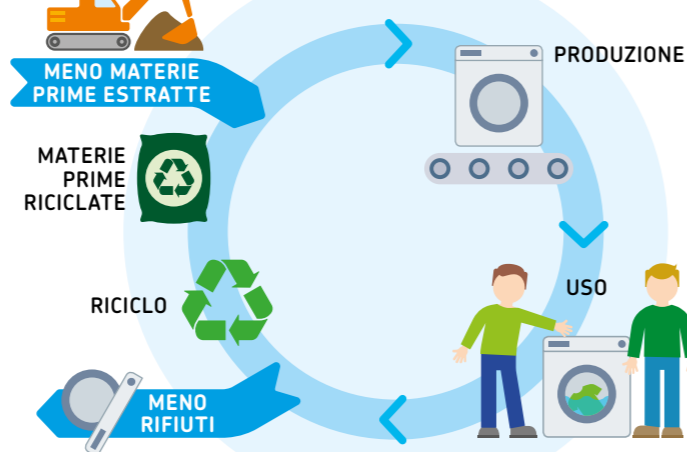 MENO MATERIE
PRIME ESTRATTE
PRODUZIONE
MATERIE
PRIME
RICICLATE
USO
RICICLO
MENO
RIFIUTI